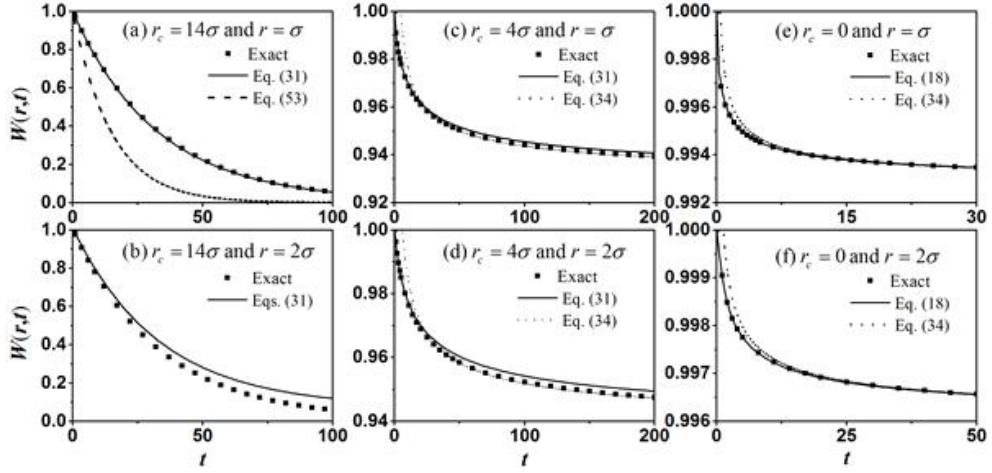 W(r,t)
1.0
0.8
0.6
0.4
0.2
0.0
0 50 100
(a) r_c = 14σ and r = σ
Exact
Eq. (31)
Eq. (53)
1.000
0.98
0.96
0.94
0.92
0 100 200
(c) r_c = 4σ and r = σ
Exact
Eq. (31)
Eq. (34)
1.000
0.998
0.996
0.994
0.992
0 15 30
(e) r_c = 0 and r = σ
Exact
Eq. (18)
Eq. (34)
W(r,t)
1.0
0.8
0.6
0.4
0.2
0.0
0 50 100
t
(b) r_c = 14σ and r = 2σ
Exact
Eqs. (31)
1.000
0.98
0.96
0.94
0 100 200
t
(d) r_c = 4σ and r = 2σ
Exact
Eq. (31)
Eq. (34)
1.000
0.999
0.998
0.997
0.996
0 25 50
t
(f) r_c = 0 and r = 2σ
Exact
Eq. (18)
Eq. (34)